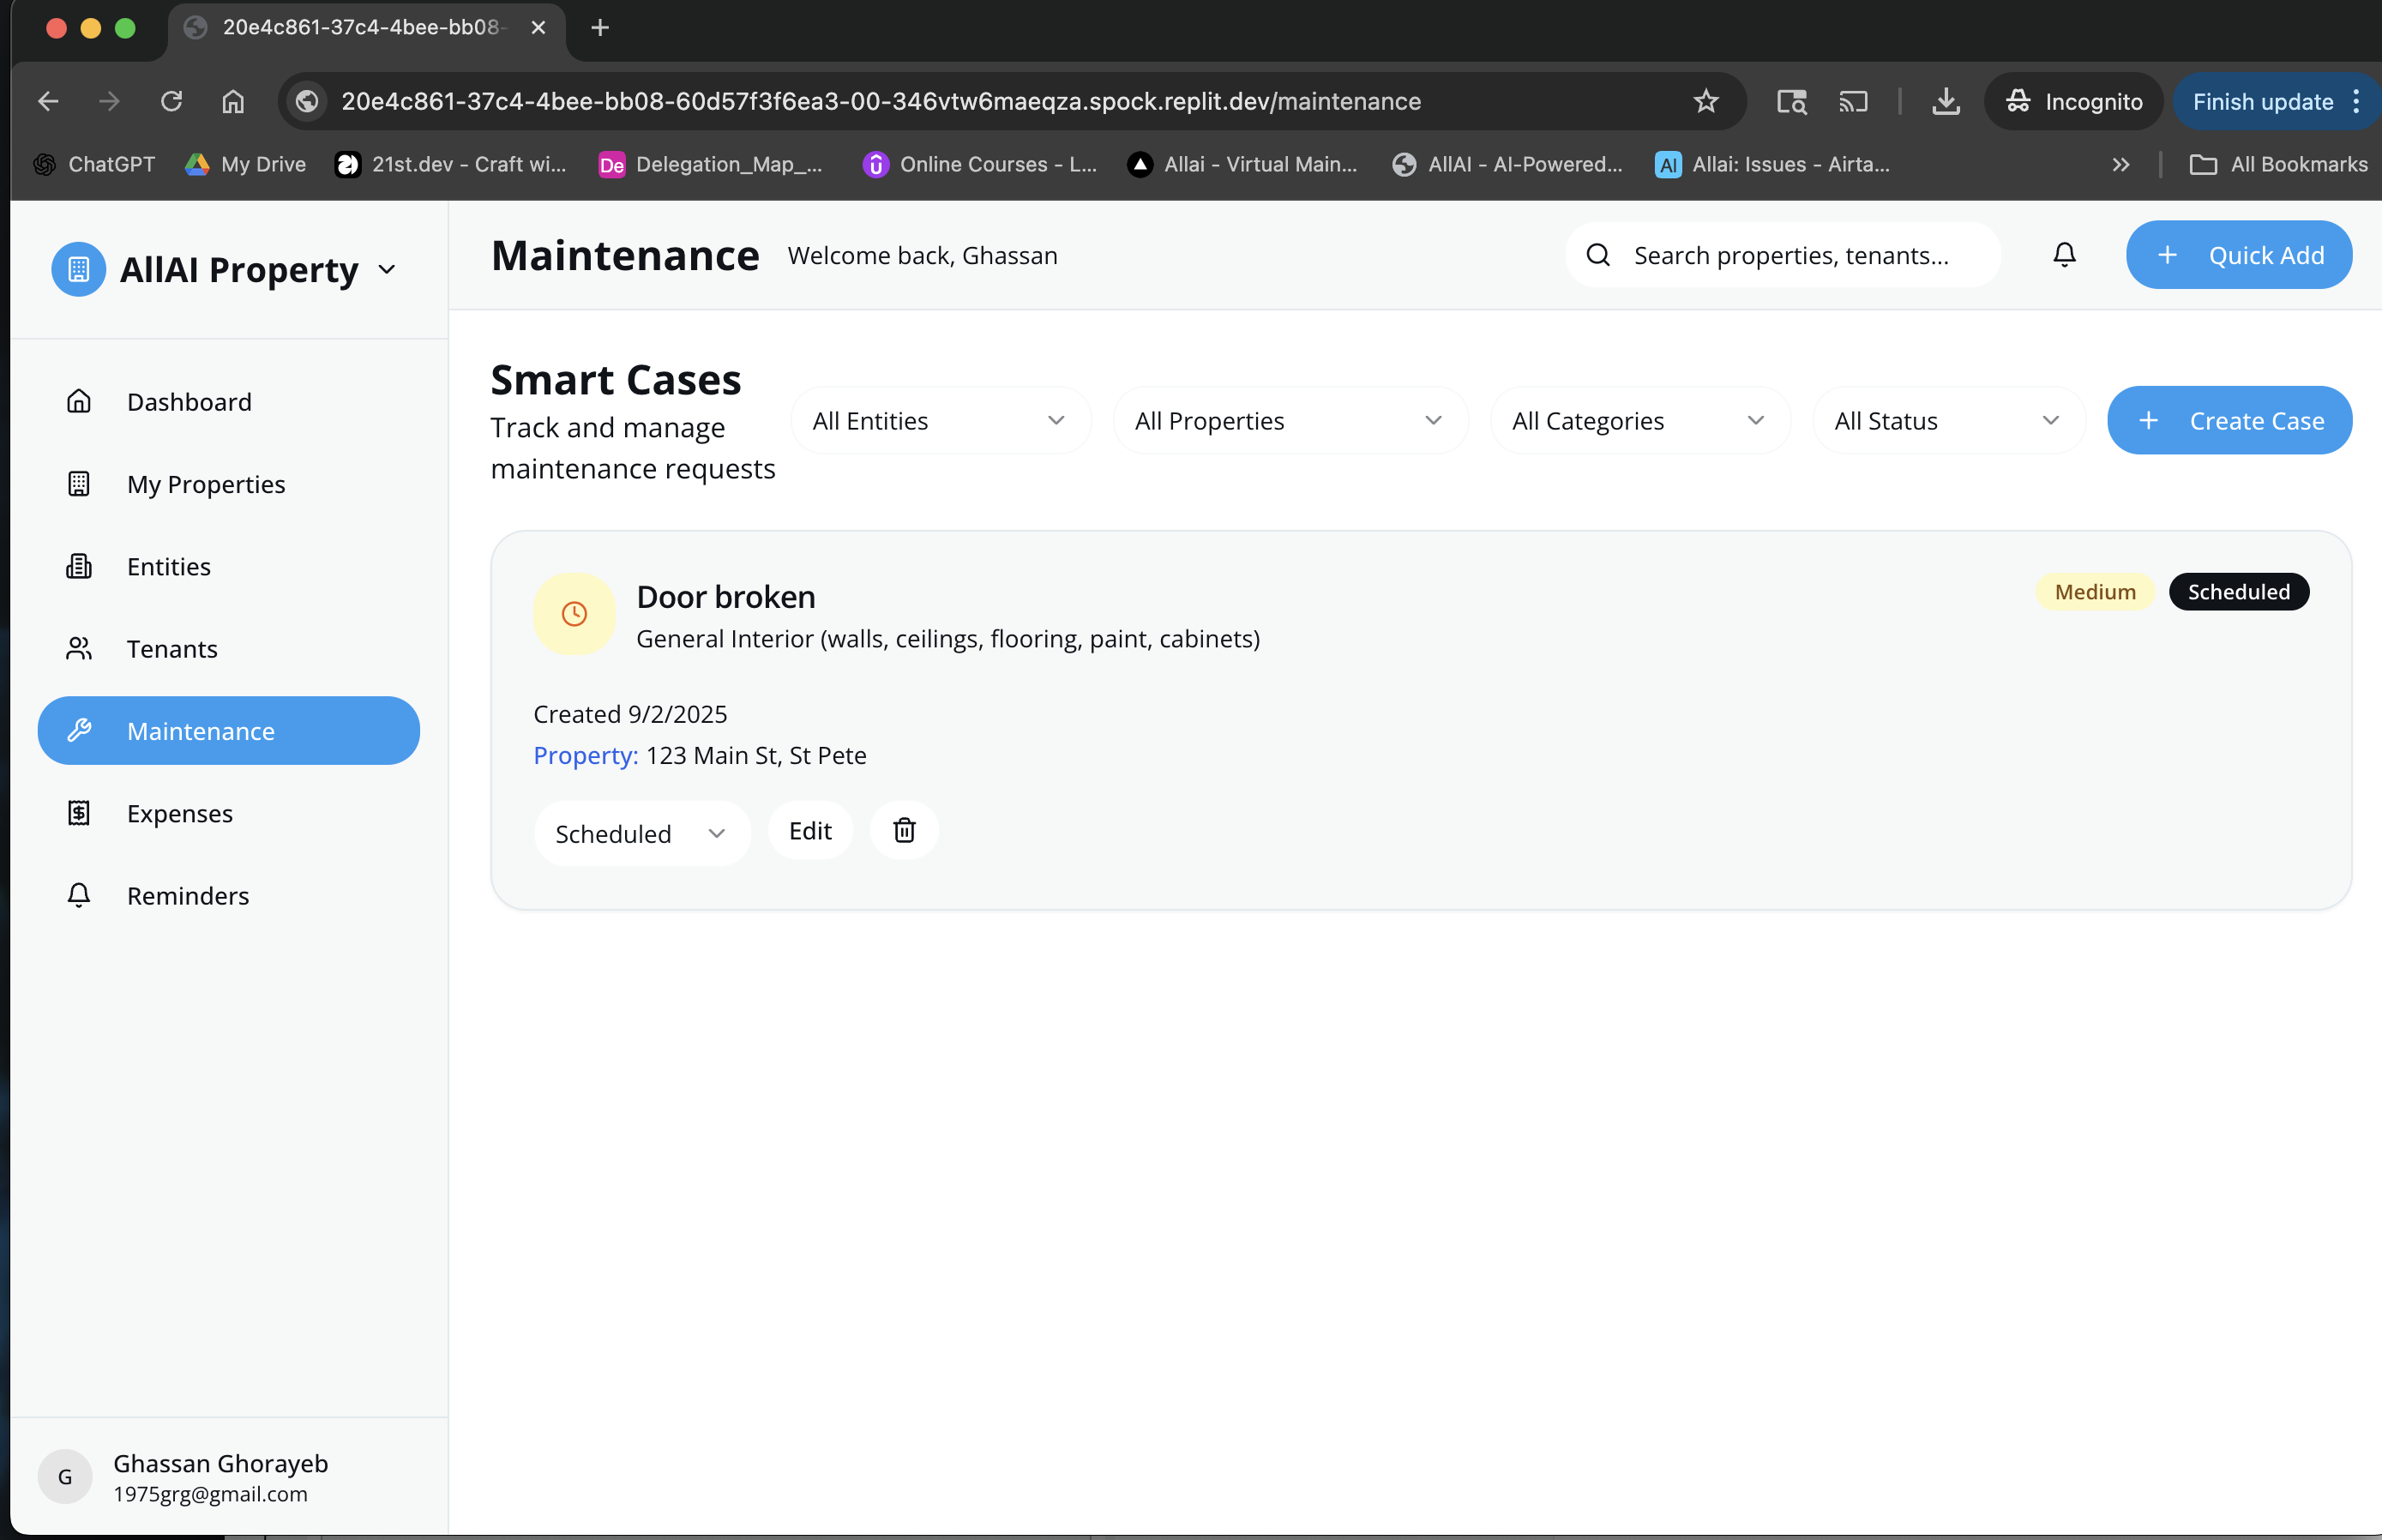 20e4c861-37c4-4bee-bb08-
20e4c861-37c4-4bee-bb08-60d57f3f6ea3-00-346vtw6maeqza.spock.replit.dev/maintenance
Incognito
Finish update
ChatGPT
My Drive
21st.dev - Craft wi...
De
Delegation_Map_...
Online Courses - L...
Allai - Virtual Main...
AllAI - AI-Powered...
AI
Allai: Issues - Airta...
All Bookmarks
AllAI Property
Maintenance
Welcome back, Ghassan
Search properties, tenants...
Quick Add
Dashboard
My Properties
Entities
Tenants
Maintenance
Expenses
Reminders
Smart Cases
Track and manage
maintenance requests
All Entities
All Properties
All Categories
All Status
Create Case
Door broken
General Interior (walls, ceilings, flooring, paint, cabinets)
Medium
Scheduled
Created 9/2/2025
Property: 123 Main St, St Pete
Scheduled
Edit
G
Ghassan Ghorayeb
1975grg@gmail.com